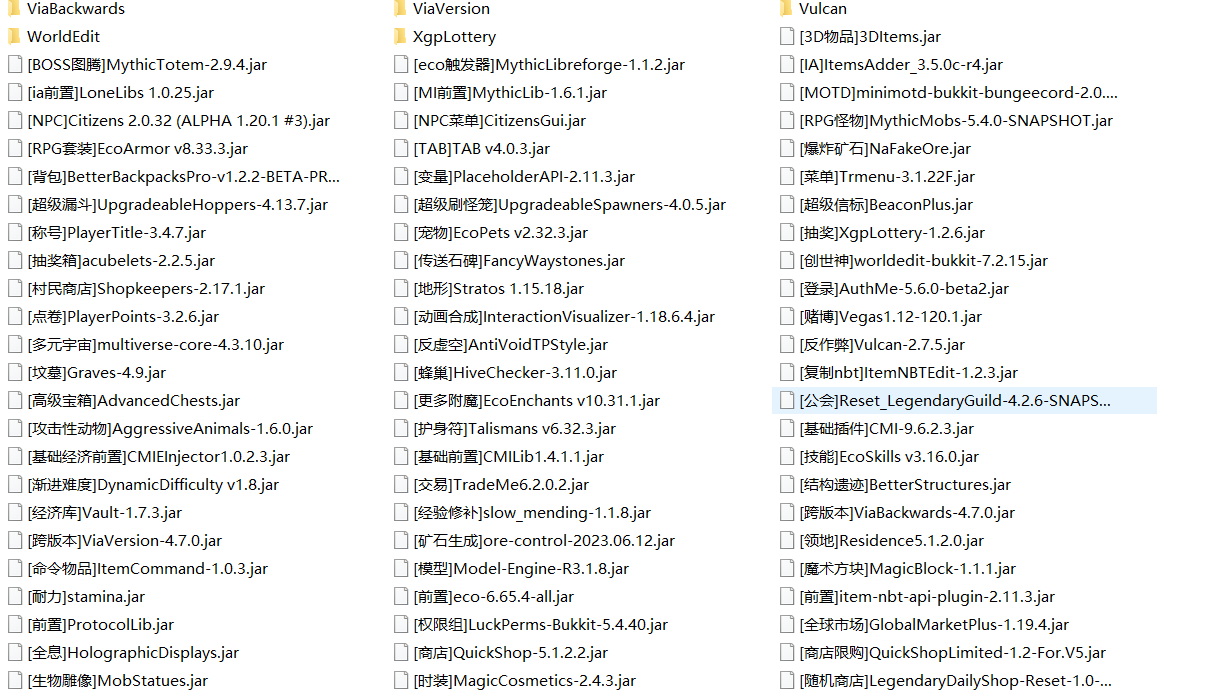 ViaBackwards
ViaVersion
Vulcan
WorldEdit
XgpLottery
[3D物品]3DItems.jar
[BOSS图腾]MythicTotem-2.9.4.jar
[eco触发器]MythicLibreforge-1.1.2.jar
[IA]ItemsAdder_3.5.0c-r4.jar
[ia前置]LoneLibs 1.0.25.jar
[MI前置]MythicLib-1.6.1.jar
[MOTD]minimotd-bukkit-bungeecord-2.0....
[NPC]Citizens 2.0.32 (ALPHA 1.20.1 #3).jar
[NPC菜单]CitizensGui.jar
[RPG怪物]MythicMobs-5.4.0-SNAPSHOT.jar
[RPG套装]EcoArmor v8.33.3.jar
[TAB]TAB v4.0.3.jar
[爆炸矿石]NaFakeOre.jar
[背包]BetterBackpacksPro-v1.2.2-BETA-PR...
[变量]PlaceholderAPI-2.11.3.jar
[菜单]Trmenu-3.1.22F.jar
[超级漏斗]UpgradeableHoppers-4.13.7.jar
[超级刷怪笼]UpgradeableSpawners-4.0.5.jar
[超级信标]BeaconPlus.jar
[称号]PlayerTitle-3.4.7.jar
[宠物]EcoPets v2.32.3.jar
[抽奖]XgpLottery-1.2.6.jar
[抽奖箱]acubelets-2.2.5.jar
[传送石碑]FancyWaystones.jar
[创世神]worldedit-bukkit-7.2.15.jar
[村民商店]Shopkeepers-2.17.1.jar
[地形]Stratos 1.15.18.jar
[登录]AuthMe-5.6.0-beta2.jar
[点卷]PlayerPoints-3.2.6.jar
[动画合成]InteractionVisualizer-1.18.6.4.jar
[赌博]Vegas1.12-120.1.jar
[多元宇宙]multiverse-core-4.3.10.jar
[反虚空]AntiVoidTPStyle.jar
[反作弊]Vulcan-2.7.5.jar
[坟墓]Graves-4.9.jar
[蜂巢]HiveChecker-3.11.0.jar
[复制nbt]ItemNBTEdit-1.2.3.jar
[高级宝箱]AdvancedChests.jar
[更多附魔]EcoEnchants v10.31.1.jar
[公会]Reset_LegendaryGuild-4.2.6-SNAPS...
[攻击性动物]AggressiveAnimals-1.6.0.jar
[护身符]Talismans v6.32.3.jar
[基础插件]CMI-9.6.2.3.jar
[基础经济前置]CMIEInjector1.0.2.3.jar
[基础前置]CMILib1.4.1.1.jar
[技能]EcoSkills v3.16.0.jar
[渐进难度]DynamicDifficulty v1.8.jar
[交易]TradeMe6.2.0.2.jar
[结构遗迹]BetterStructures.jar
[经济库]Vault-1.7.3.jar
[经验修补]slow_mending-1.1.8.jar
[跨版本]ViaBackwards-4.7.0.jar
[跨版本]ViaVersion-4.7.0.jar
[矿石生成]ore-control-2023.06.12.jar
[领地]Residence5.1.2.0.jar
[命令物品]ItemCommand-1.0.3.jar
[模型]Model-Engine-R3.1.8.jar
[魔术方块]MagicBlock-1.1.1.jar
[耐力]stamina.jar
[前置]eco-6.65.4-all.jar
[前置]item-nbt-api-plugin-2.11.3.jar
[前置]ProtocolLib.jar
[权限组]LuckPerms-Bukkit-5.4.40.jar
[全球市场]GlobalMarketPlus-1.19.4.jar
[全息]HolographicDisplays.jar
[商店]QuickShop-5.1.2.2.jar
[商店限购]QuickShopLimited-1.2-For.V5.jar
[生物雕像]MobStatues.jar
[时装]MagicCosmetics-2.4.3.jar
[随机商店]LegendaryDailyShop-Reset-1.0-...